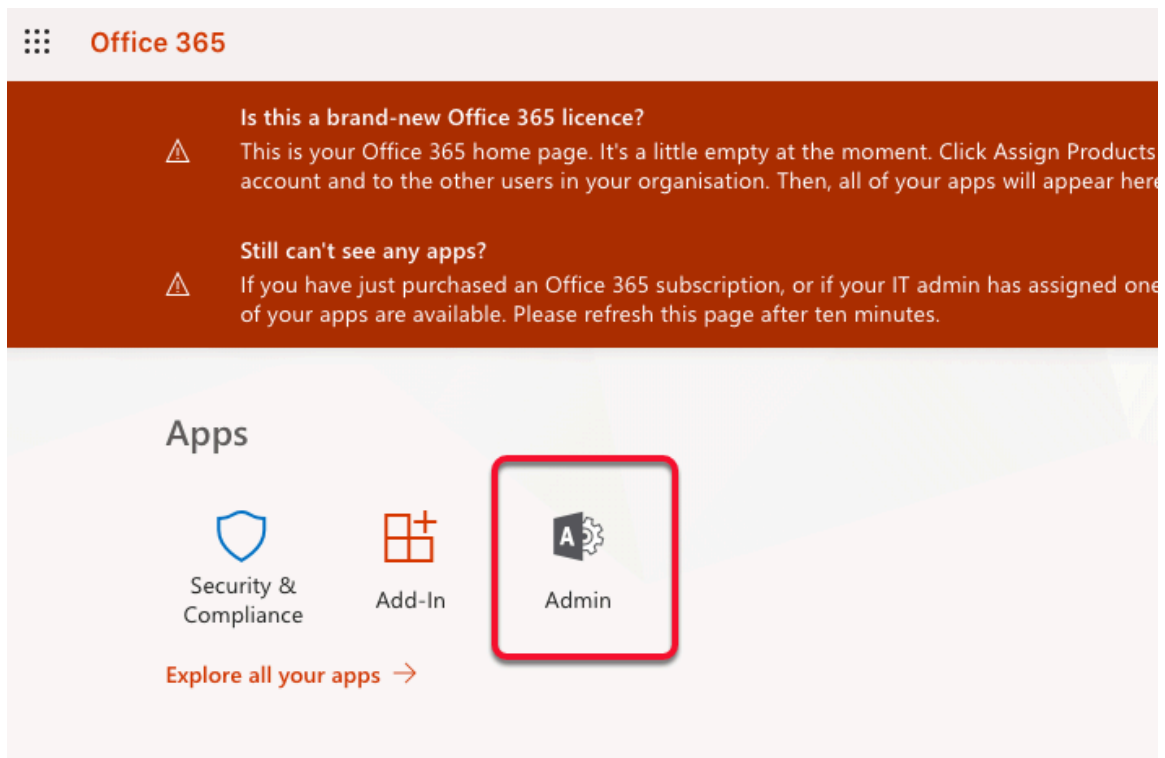 Office 365
Is this a brand-new Office 365 licence?
This is your Office 365 home page. It's a little empty at the moment. Click Assign Products
account and to the other users in your organisation. Then, all of your apps will appear here
Still can't see any apps?
If you have just purchased an Office 365 subscription, or if your IT admin has assigned one
of your apps are available. Please refresh this page after ten minutes.
Apps
Security &
Compliance
Add-In
A
Admin
Explore all your apps →